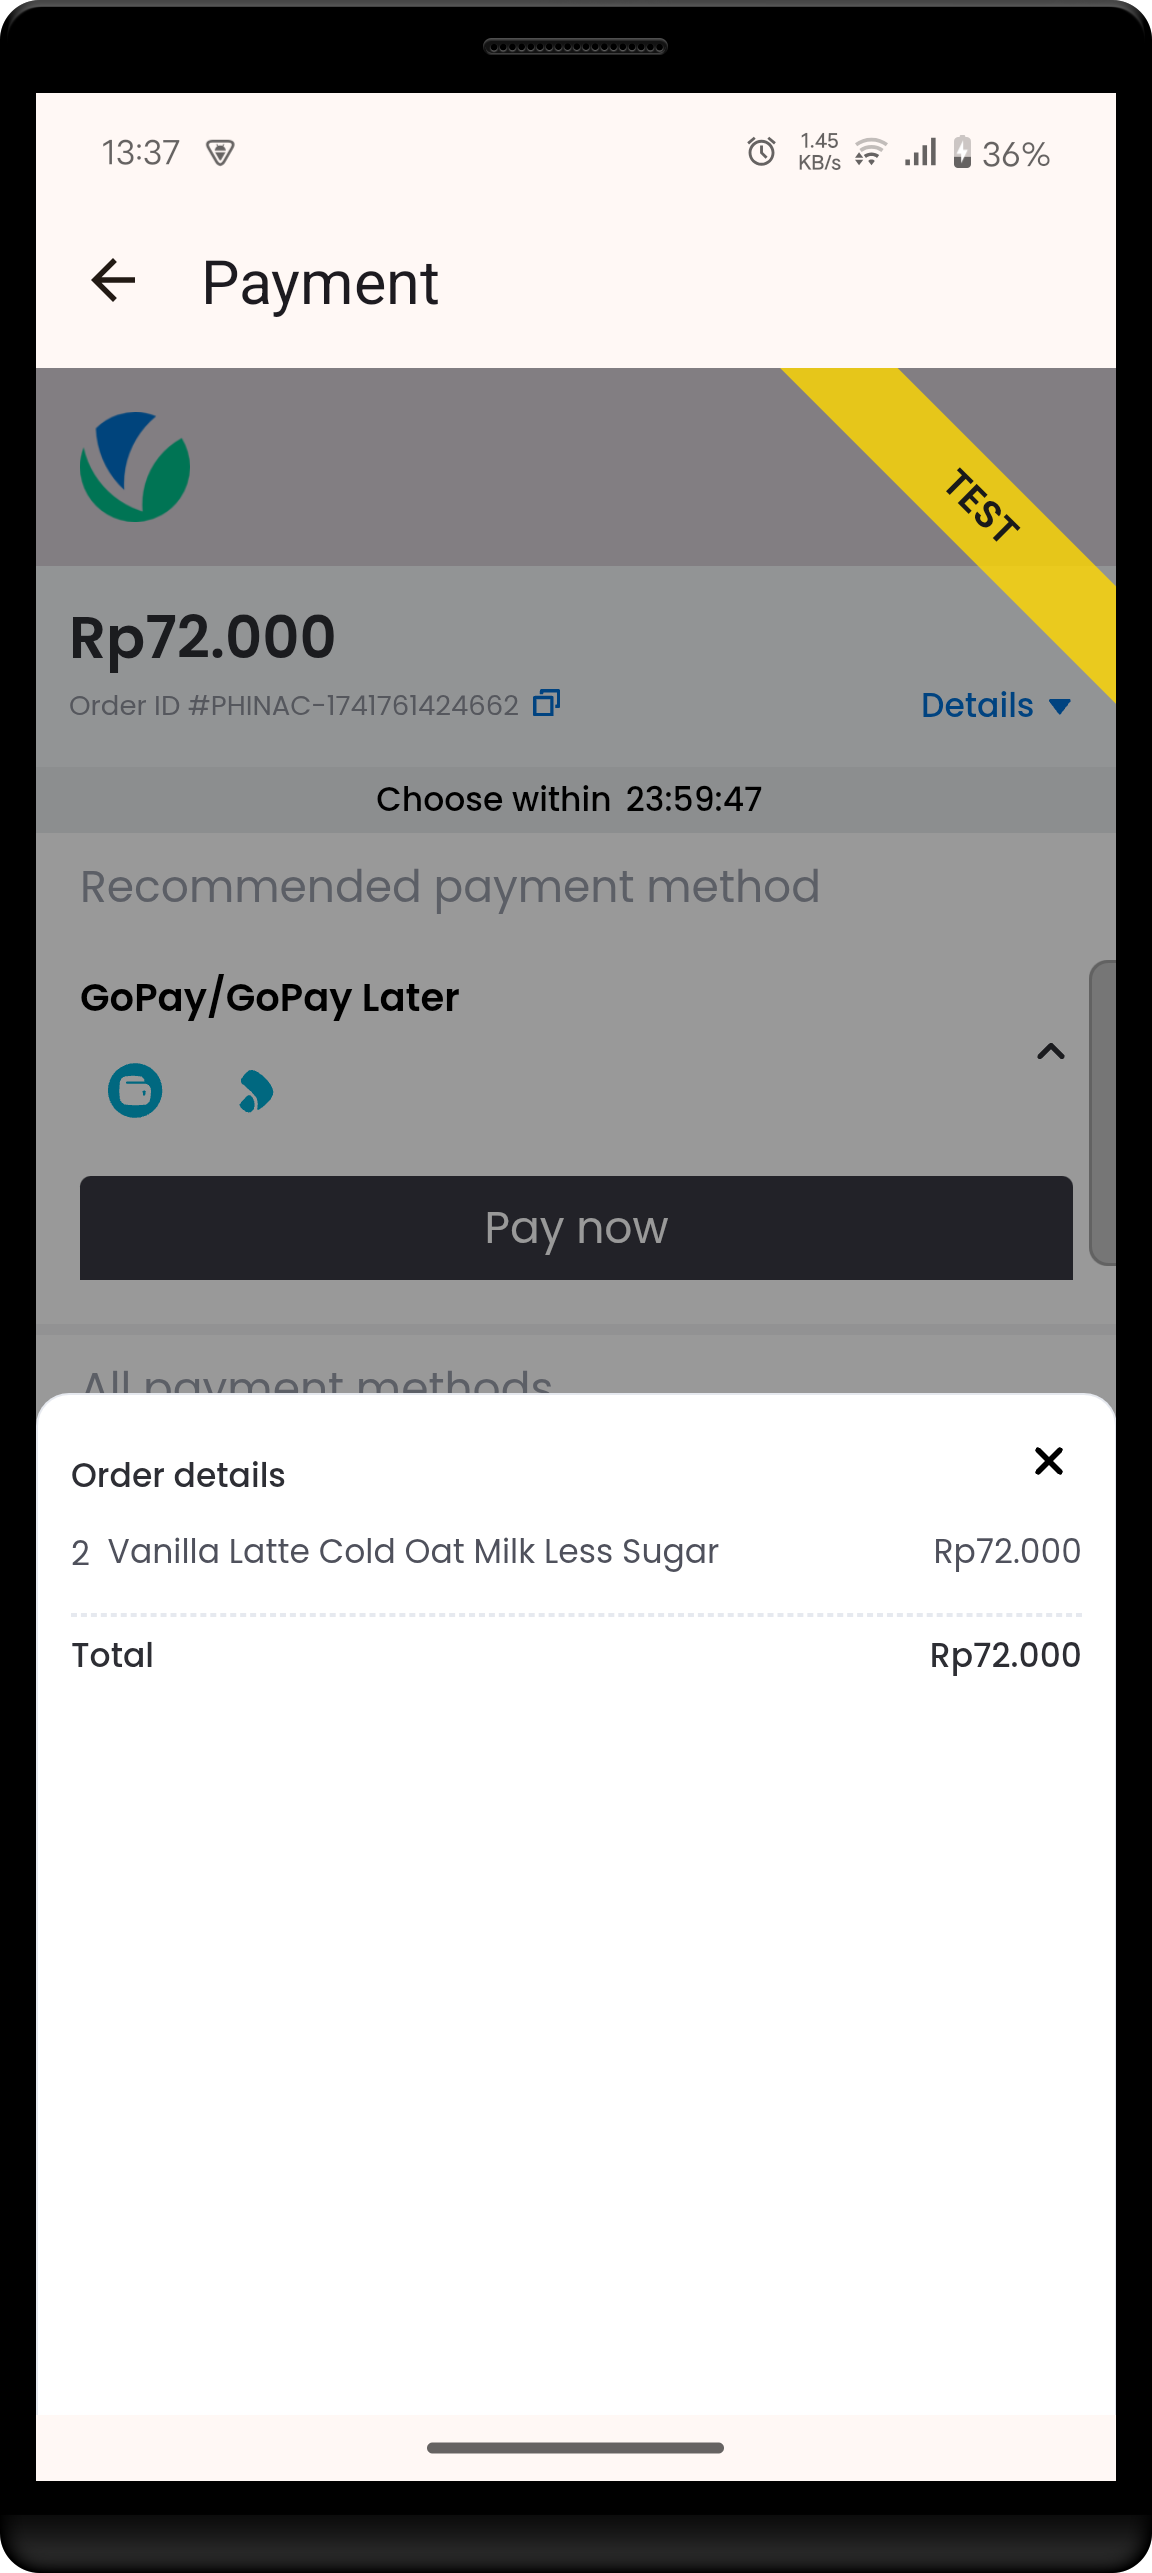 13:37
1.45
KB/s
36%
Payment
TEST
Rp72.000
Order ID #PHINAC-1741761424662
Details
Choose within 23:59:47
Recommended payment method
GoPay/GoPay Later
Pay now
All payment methods
Order details
2 Vanilla Latte Cold Oat Milk Less Sugar Rp72.000
Total Rp72.000